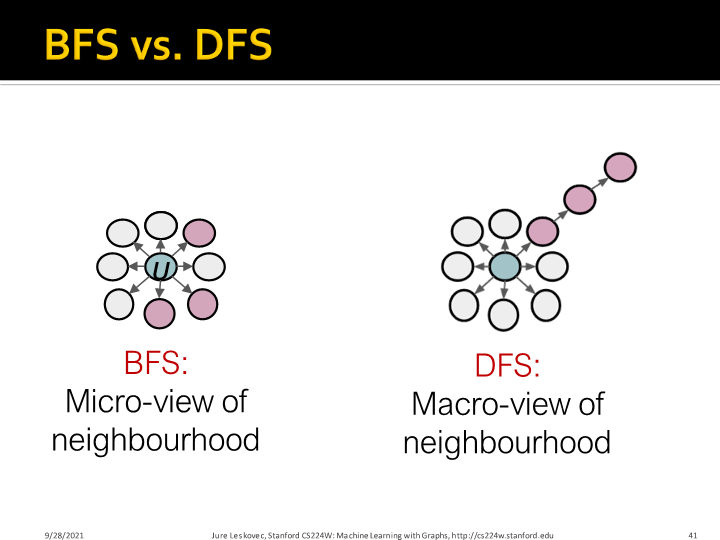 BFS vs. DFS
u
BFS:
Micro-view of
neighbourhood
DFS:
Macro-view of
neighbourhood
9/28/2021
Jure Leskovec, Stanford CS224W: Machine Learning with Graphs, http://cs224w.stanford.edu
41